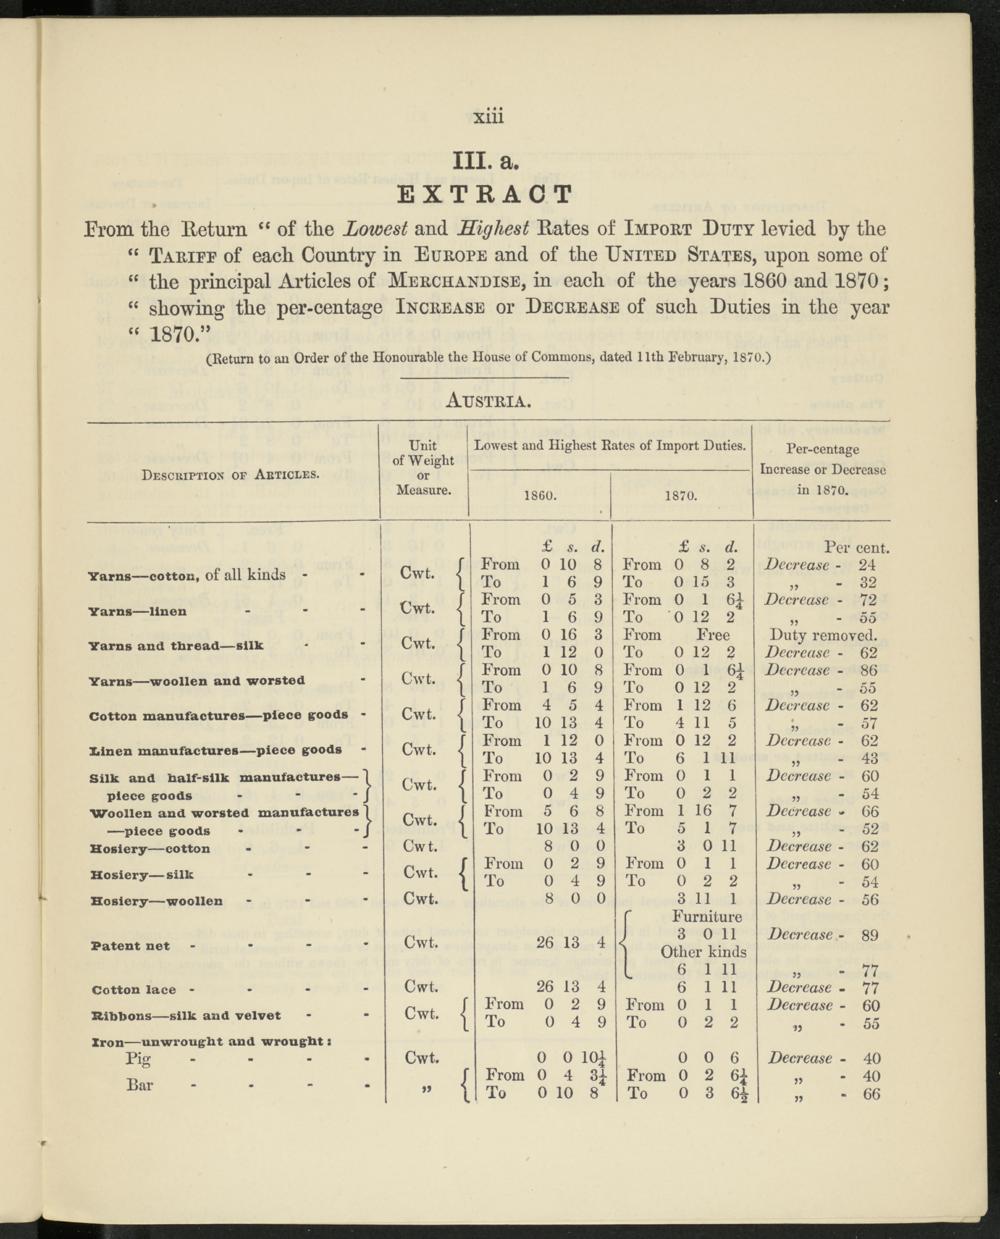 xiii
III. a.
EXTRACT
From the Return “ of the Lowest and Highest Rates of IMPORT DUTY levied by the
“ TARIFF of each Country in EUROPE and of the UNITED STATES, upon some of
“ the principal Articles of MERCHANDISE, in each of the years 1860 and 1870;
“ showing the per-centage INCREASE or DECREASE of such Duties in the year
“ 1870.”
(Return to an Order of the Honourable the House of Commons, dated 11th February, 1870.)
AUSTRIA.
DESCRIPTION OF ARTICLES. Unit of Weight or Measure. Lowest and Highest Rates of Import Duties. Per-centage Increase or Decrease in 1870.
1860. 1870.
£ s. d. £ s. d. Per cent.
Yarns—cotton, of all kinds - - Cwt. { From 0 10 8 From 0 8 2 Decrease - 24
To 1 6 9 To 0 15 3 „ - 32
Yarns—linen - - - Cwt. { From 0 5 3 From 0 1 6¼ Decrease - 72
To 1 6 9 To 0 12 2 „ - 55
Yarns and thread—silk - - Cwt. { From 0 16 3 From Free Duty removed.
To 1 12 0 To 0 12 2 Decrease - 62
Yarns—woollen and worsted - Cwt. { From 0 10 8 From 0 1 6¼ Decrease - 86
To 1 6 9 To 0 12 2 „ - 55
Cotton manufactures—piece goods - Cwt. { From 4 5 4 From 1 12 6 Decrease - 62
To 10 13 4 To 4 11 5 „ - 57
Linen manufactures—piece goods - Cwt. { From 1 12 0 From 0 12 2 Decrease - 62
To 10 13 4 To 6 1 11 „ - 43
Silk and half-silk manufactures— } Cwt. { From 0 2 9 From 0 1 1 Decrease - 60
piece goods - - - To 0 4 9 To 0 2 2 „ - 54
Woollen and worsted manufactures } Cwt. { From 5 6 8 From 1 16 7 Decrease - 66
—piece goods - - - To 10 13 4 To 5 1 7 „ - 52
Hosiery—cotton - - - Cwt. 8 0 0 3 0 11 Decrease - 62
Hosiery—silk - - - Cwt. { From 0 2 9 From 0 1 1 Decrease - 60
To 0 4 9 To 0 2 2 „ - 54
Hosiery—woollen - - - Cwt. 8 0 0 3 11 1 Decrease - 56
Furniture
Patent net - - - - Cwt. 26 13 4 { 3 0 11 Decrease - 89
Other kinds
6 1 11 „ - 77
Cotton lace - - - - Cwt. 26 13 4 6 1 11 Decrease - 77
Ribbons—silk and velvet - - Cwt. { From 0 2 9 From 0 1 1 Decrease - 60
To 0 4 9 To 0 2 2 „ - 55
Iron—unwrought and wrought:
Pig - - - - Cwt. 0 0 10¼ 0 0 6 Decrease - 40
Bar - - - - „ { From 0 4 3¼ From 0 2 6¼ „ - 40
To 0 10 8 To 0 3 6½ „ - 66